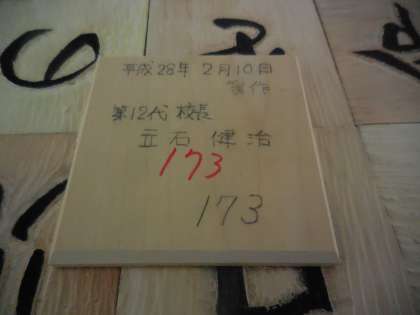 平成28年 2月10日
製作
第12代 校長
立石 健治
173
173